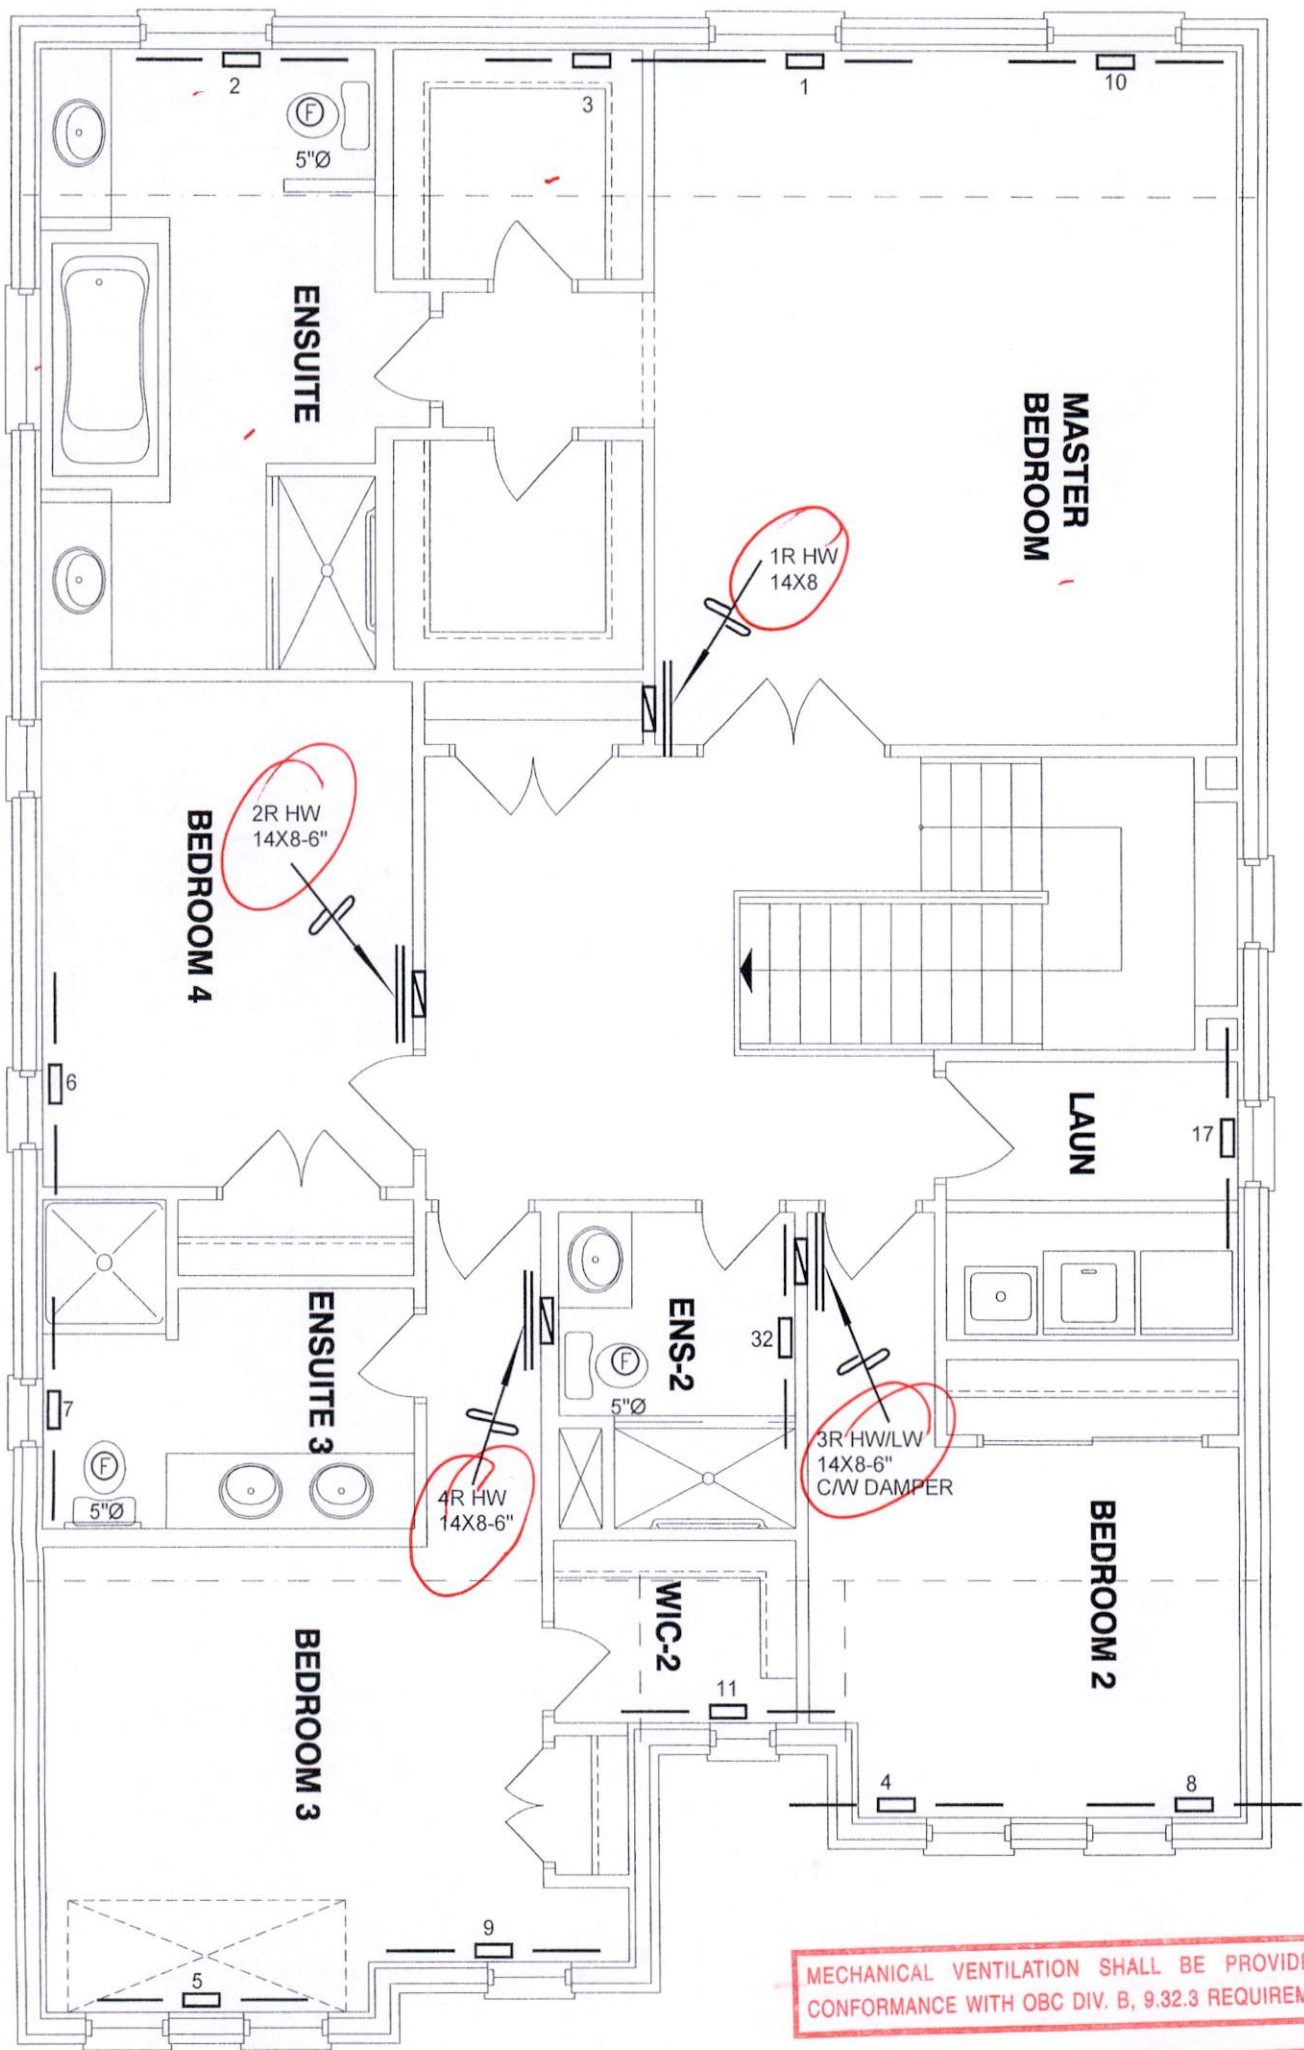 2
3
1
10
F
5"Ø
ENSUITE
MASTER
BEDROOM
1R HW
14X8
2R HW
14X8-6"
BEDROOM 4
6
LAUN
17
ENSUITE 3
ENS-2
32
F
5"Ø
7
F
5"Ø
4R HW
14X8-6"
3R HW/LW
14X8-6"
C/W DAMPER
BEDROOM 2
WIC-2
BEDROOM 3
11
4
8
9
5
MECHANICAL VENTILATION SHALL BE PROVIDE
CONFORMANCE WITH OBC DIV. B, 9.32.3 REQUIREM